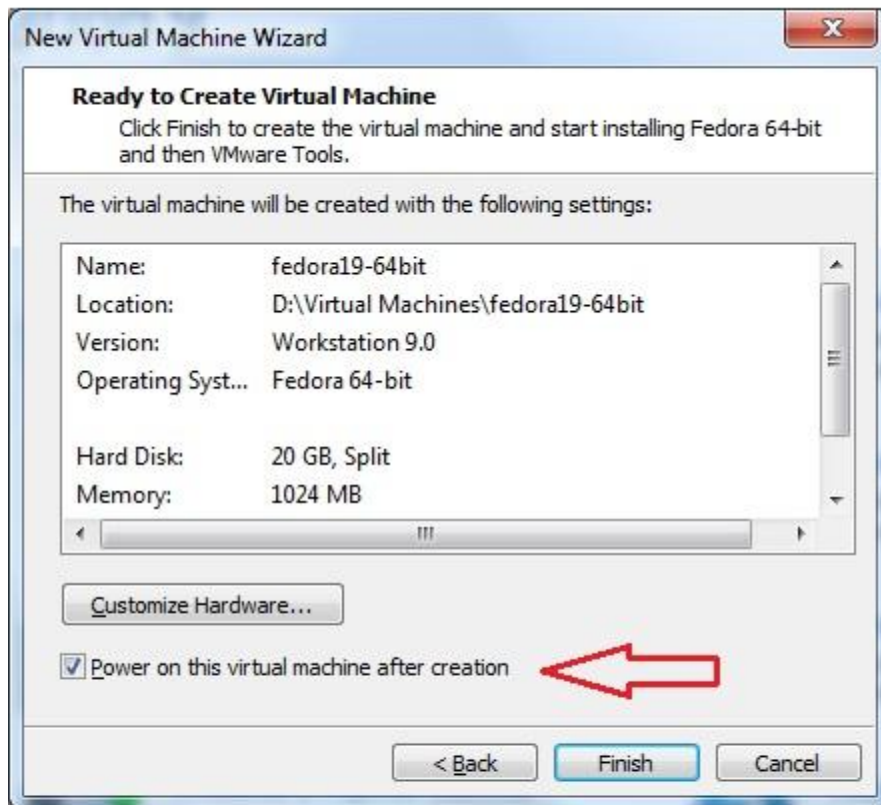 New Virtual Machine Wizard
Ready to Create Virtual Machine
Click Finish to create the virtual machine and start installing Fedora 64-bit
and then VMware Tools.
The virtual machine will be created with the following settings:
Name: fedora19-64bit
Location: D:\Virtual Machines\fedora19-64bit
Version: Workstation 9.0
Operating Syst... Fedora 64-bit
Hard Disk: 20 GB, Split
Memory: 1024 MB
Customize Hardware...
Power on this virtual machine after creation
< Back Finish Cancel